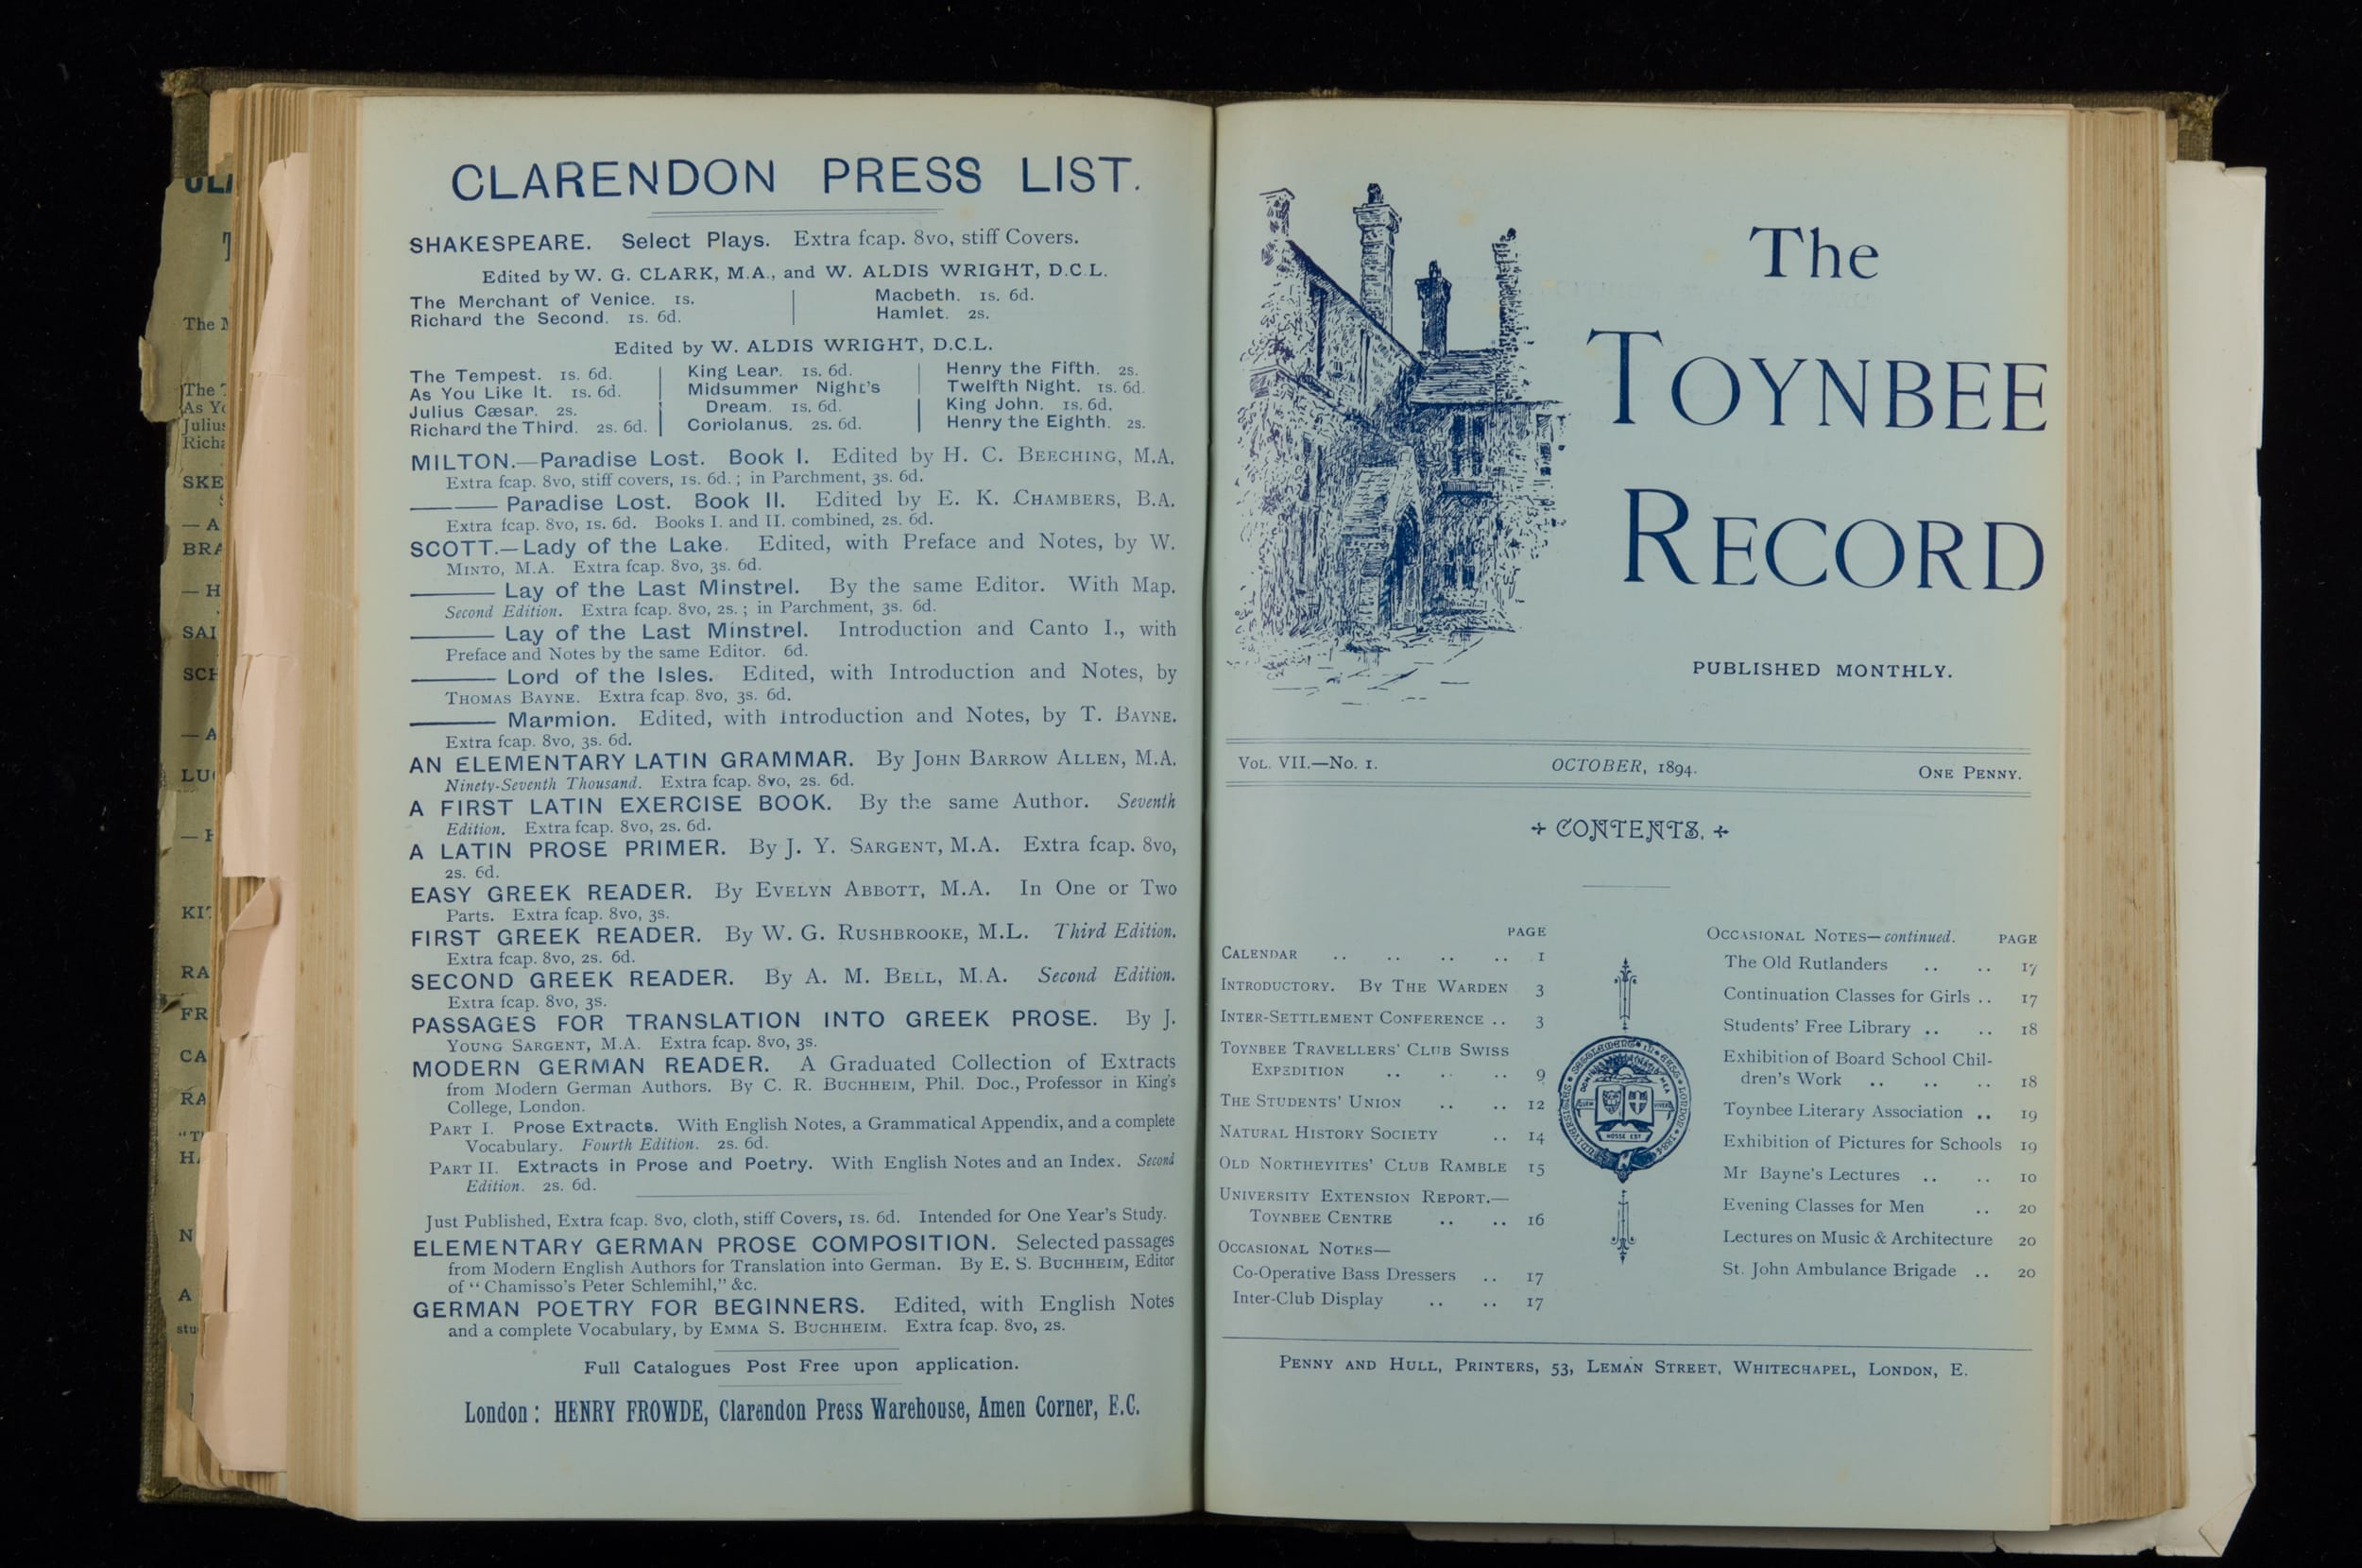 CLARENDON PRESS LIST.
SHAKESPEARE. Select Plays. Extra fcap. 8vo, stiff Covers.
Edited by W. G. CLARK, M.A., and W. ALDIS WRIGHT, D.C.L.
The Merchant of Venice. 1s.
Richard the Second. 1s. 6d.
Macbeth. 1s. 6d.
Hamlet. 2s.
Edited by W. ALDIS WRIGHT, D.C.L.
The Tempest. 1s. 6d.
As You Like It. 1s. 6d.
Julius Cæsar. 2s.
Richard the Third. 2s. 6d.
King Lear. 1s. 6d.
Midsummer Night's
Dream. 1s. 6d.
Coriolanus. 2s. 6d.
Henry the Fifth. 2s.
Twelfth Night. 1s. 6d.
King John. 1s. 6d.
Henry the Eighth. 2s.
MILTON.—Paradise Lost. Book I. Edited by H. C. BEECHING, M.A.
Extra fcap. 8vo, stiff covers, 1s. 6d.; in Parchment, 3s. 6d.
—— Paradise Lost. Book II. Edited by E. K. CHAMBERS, B.A.
Extra fcap. 8vo, 1s. 6d. Books I. and II. combined, 2s. 6d.
SCOTT.—Lady of the Lake. Edited, with Preface and Notes, by W.
MINTO, M.A. Extra fcap. 8vo, 3s. 6d.
—— Lay of the Last Minstrel. By the same Editor. With Map.
Second Edition. Extra fcap. 8vo, 2s.; in Parchment, 3s. 6d.
—— Lay of the Last Minstrel. Introduction and Canto I., with
Preface and Notes by the same Editor. 6d.
—— Lord of the Isles. Edited, with Introduction and Notes, by
THOMAS BAYNE. Extra fcap. 8vo, 3s. 6d.
—— Marmion. Edited, with Introduction and Notes, by T. BAYNE.
Extra fcap. 8vo, 3s. 6d.
AN ELEMENTARY LATIN GRAMMAR. By JOHN BARROW ALLEN, M.A.
Ninety-Seventh Thousand. Extra fcap. 8vo, 2s. 6d.
A FIRST LATIN EXERCISE BOOK. By the same Author. Seventh
Edition. Extra fcap. 8vo, 2s. 6d.
A LATIN PROSE PRIMER. By J. Y. SARGENT, M.A. Extra fcap. 8vo,
2s. 6d.
EASY GREEK READER. By EVELYN ABBOTT, M.A. In One or Two
Parts. Extra fcap. 8vo, 3s.
FIRST GREEK READER. By W. G. RUSHBROOKE, M.L. Third Edition.
Extra fcap. 8vo, 2s. 6d.
SECOND GREEK READER. By A. M. BELL, M.A. Second Edition.
Extra fcap. 8vo, 3s.
PASSAGES FOR TRANSLATION INTO GREEK PROSE. By J.
YOUNG SARGENT, M.A. Extra fcap. 8vo, 3s.
MODERN GERMAN READER. A Graduated Collection of Extracts
from Modern German Authors. By C. R. BUCHHEIM, Phil. Doc., Professor in King's
College, London.
PART I. Prose Extracts. With English Notes, a Grammatical Appendix, and a complete
Vocabulary. Fourth Edition. 2s. 6d.
PART II. Extracts in Prose and Poetry. With English Notes and an Index. Second
Edition. 2s. 6d.
Just Published, Extra fcap. 8vo, cloth, stiff Covers, 1s. 6d. Intended for One Year's Study.
ELEMENTARY GERMAN PROSE COMPOSITION. Selected passages
from Modern English Authors for Translation into German. By E. S. BUCHHEIM, Editor
of "Chamisso's Peter Schlemihl," &c.
GERMAN POETRY FOR BEGINNERS. Edited, with English Notes
and a complete Vocabulary, by EMMA S. BUCHHEIM. Extra fcap. 8vo, 2s.
Full Catalogues Post Free upon application.
London: HENRY FROWDE, Clarendon Press Warehouse, Amen Corner, E.C.
The
TOYNBEE
RECORD
PUBLISHED MONTHLY.
VOL. VII.—No. 1.
OCTOBER, 1894.
ONE PENNY.
CONTENTS.
PAGE
CALENDAR .. .. .. .. 1
INTRODUCTORY. BY THE WARDEN 3
INTER-SETTLEMENT CONFERENCE .. 3
TOYNBEE TRAVELLERS' CLUB SWISS
EXPEDITION .. .. .. 9
THE STUDENTS' UNION .. .. 12
NATURAL HISTORY SOCIETY .. 14
OLD NORTHEYITES' CLUB RAMBLE 15
UNIVERSITY EXTENSION REPORT.—
TOYNBEE CENTRE .. .. 16
OCCASIONAL NOTES—
Co-Operative Bass Dressers .. 17
Inter-Club Display .. .. 17
OCCASIONAL NOTES—continued. PAGE
The Old Rutlanders .. .. 17
Continuation Classes for Girls .. 17
Students' Free Library .. .. 18
Exhibition of Board School Chil-
dren's Work .. .. .. 18
Toynbee Literary Association .. 19
Exhibition of Pictures for Schools 19
Mr Bayne's Lectures .. .. 10
Evening Classes for Men .. 20
Lectures on Music & Architecture 20
St. John Ambulance Brigade .. 20
PENNY AND HULL, PRINTERS, 53, LEMAN STREET, WHITECHAPEL, LONDON, E.